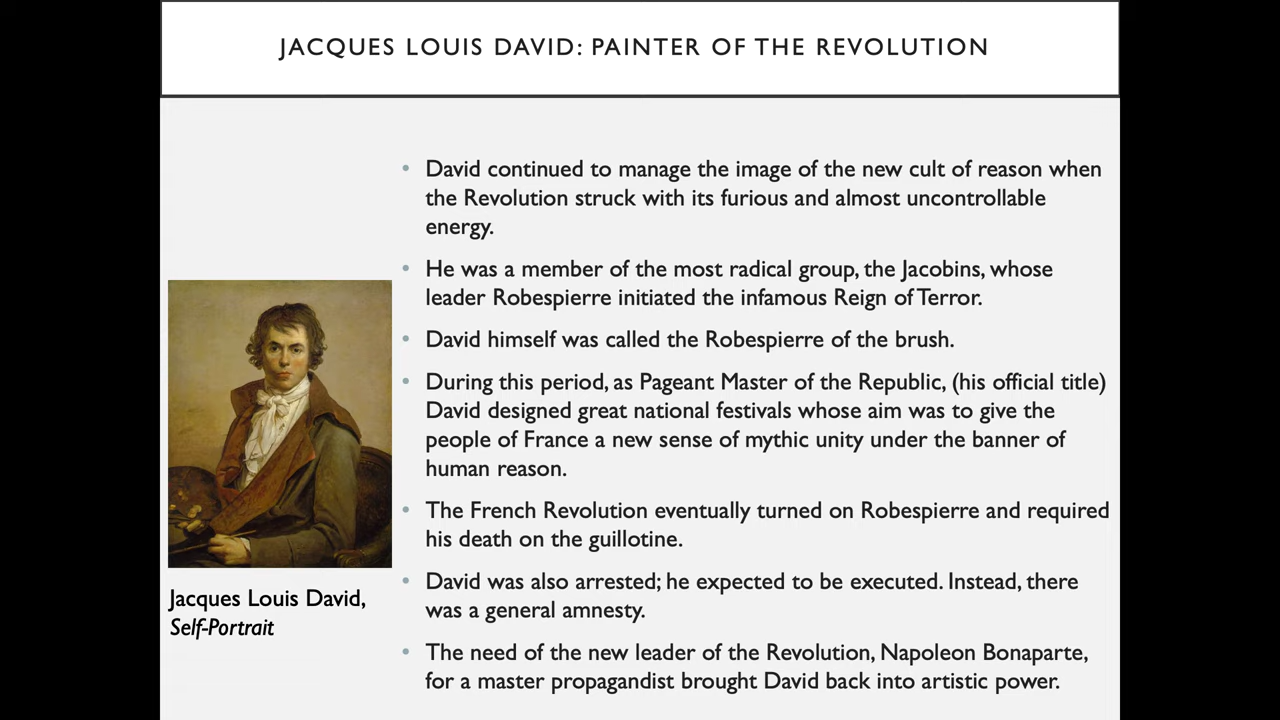 JACQUES LOUIS DAVID: PAINTER OF THE REVOLUTION
• David continued to manage the image of the new cult of reason when
the Revolution struck with its furious and almost uncontrollable
energy.
• He was a member of the most radical group, the Jacobins, whose
leader Robespierre initiated the infamous Reign of Terror.
• David himself was called the Robespierre of the brush.
• During this period, as Pageant Master of the Republic, (his official title)
David designed great national festivals whose aim was to give the
people of France a new sense of mythic unity under the banner of
human reason.
• The French Revolution eventually turned on Robespierre and required
his death on the guillotine.
• David was also arrested; he expected to be executed. Instead, there
was a general amnesty.
• The need of the new leader of the Revolution, Napoleon Bonaparte,
for a master propagandist brought David back into artistic power.
Jacques Louis David,
Self-Portrait